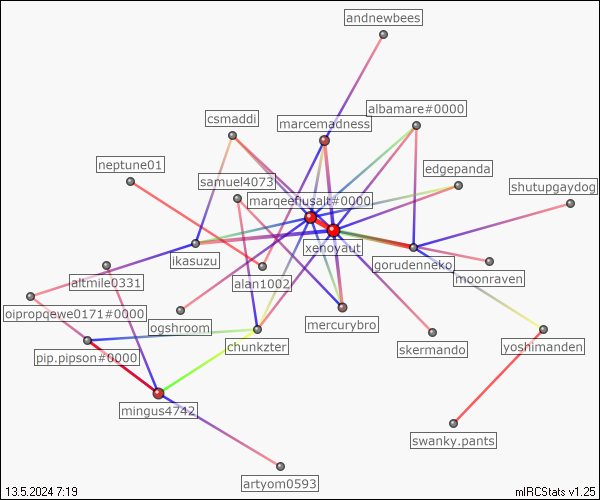 andnewbees
albamare#0000
csmaddi
marcemadness
neptune01
edgepanda
samuel4073
shutupgaydog
marqeefjusalt#0000
xenoyaut
ikasuzu
gorudenneko
altmile0331
alan1002
moonraven
oipropqewe0171#0000
ogshroom
mercurybro
skermando
yoshimanden
chunkzter
pip.pipson#0000
mingus4742
swanky.pants
artyom0593
13.5.2024 7:19
mIRCStats v1.25